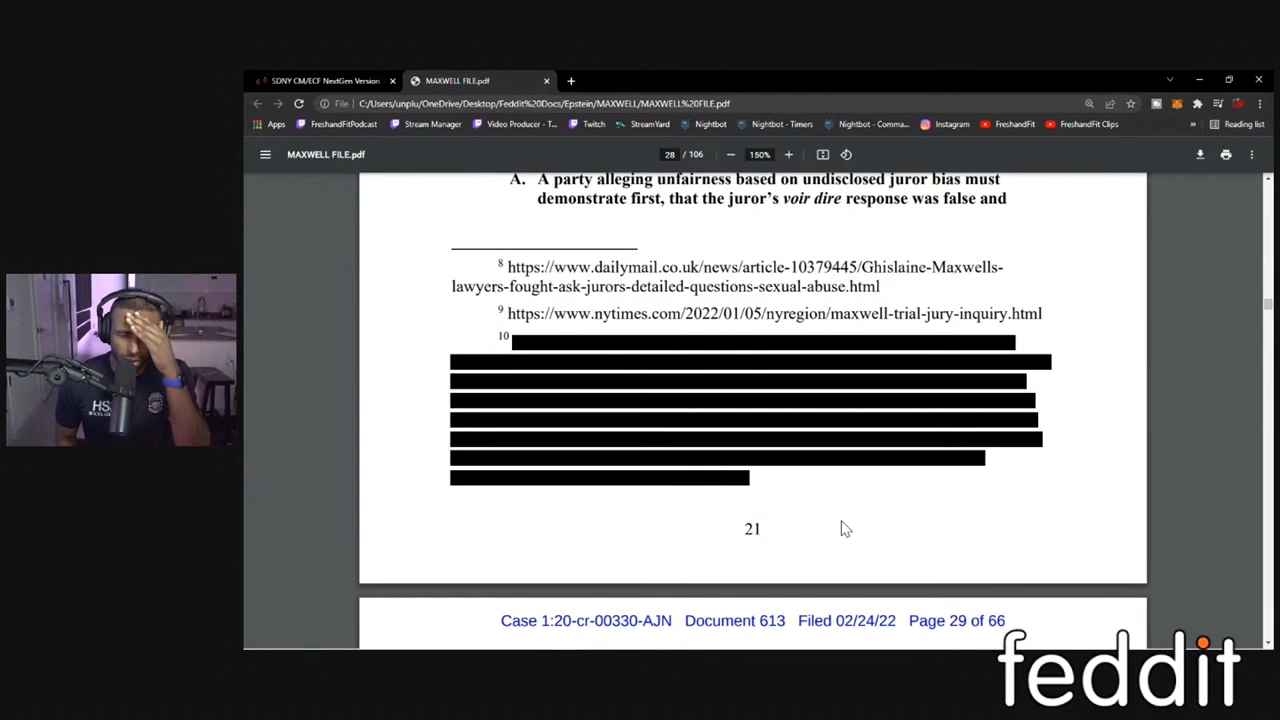 SDNY CM/ECF NextGen Version
MAXWELL FILE.pdf
File
C:/Users/unplu/OneDrive/Desktop/Feddit%20Docs/Epstein/MAXWELL/MAXWELL%20FILE.pdf
Apps FreshandFitPodcast Stream Manager Video Producer - T... Twitch StreamYard Nightbot Nightbot - Timers Nightbot - Comma... Instagram FreshandFit FreshandFit Clips » Reading list
MAXWELL FILE.pdf 28 / 106 150%
A. A party alleging unfairness based on undisclosed juror bias must
demonstrate first, that the juror's voir dire response was false and
8 https://www.dailymail.co.uk/news/article-10379445/Ghislaine-Maxwells-
lawyers-fought-ask-jurors-detailed-questions-sexual-abuse.html
9 https://www.nytimes.com/2022/01/05/nyregion/maxwell-trial-jury-inquiry.html
10
21
Case 1:20-cr-00330-AJN Document 613 Filed 02/24/22 Page 29 of 66
HS
feddit